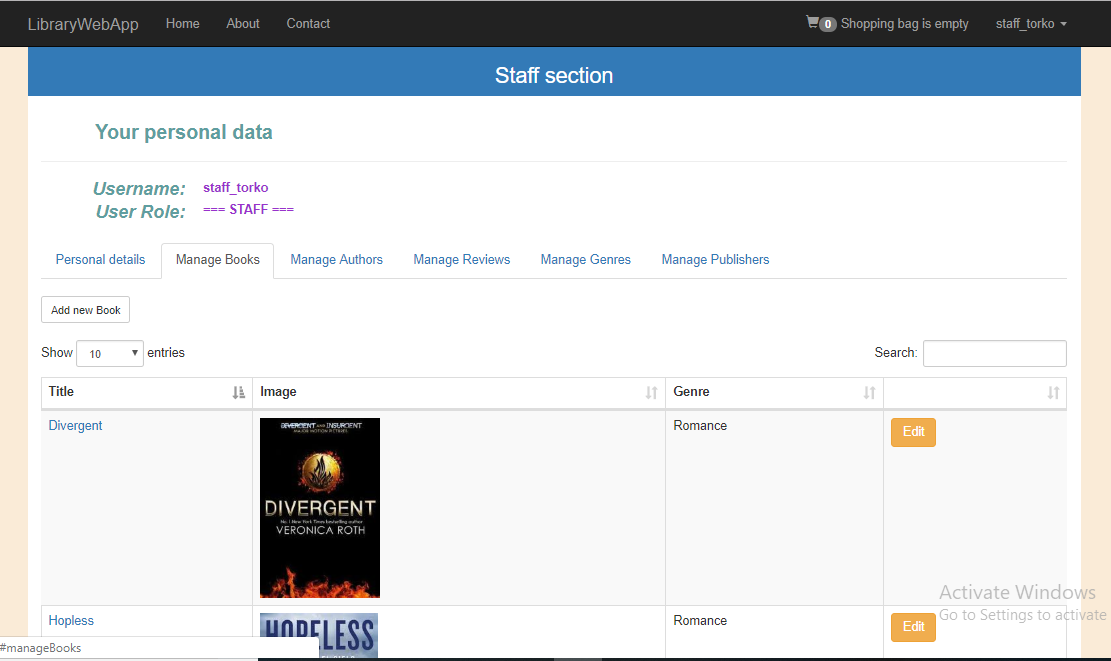 LibraryWebApp Home About Contact 0 Shopping bag is empty staff_torko
Staff section
Your personal data
Username: staff_torko
User Role: === STAFF ===
Personal details Manage Books Manage Authors Manage Reviews Manage Genres Manage Publishers
Add new Book
Show 10 entries Search:
Title Image Genre
Divergent Romance Edit
DIVERGENT AND INSURGENT
MAJOR MOTION PICTURES
DIVERGENT
No. 1 New York Times bestselling author
VERONICA ROTH
Activate Windows
Go to Settings to activate
Hopless Romance Edit
HOPELESS
#manageBooks